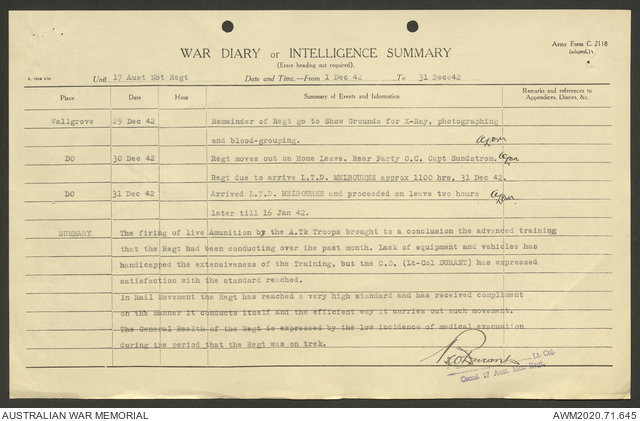 Army Form C. 2118
(adapted.)
WAR DIARY or INTELLIGENCE SUMMARY
(Erase heading not required).
Unit 17 Aust Mot Regt Date and Time.—From 1 Dec 42 To 31 Decc42
Place Date Hour Summary of Events and Information Remarks and references to Appendices, Diaries, &c.
Wallgrove 29 Dec 42 Remainder of Regt go to Show Grounds for X-Ray, photographing
and blood-grouping.
DO 30 Dec 42 Regt moves out on Home Leave. Rear Party O.C. Capt Sundstrom.
Regt due to arrive L.T.D. MELBOURNE approx 1100 hrs, 31 Dec 42.
DO 31 Dec 42 Arrived L.T.D. MELBOURNE and proceeded on leave two hours
later till 16 Jan 42.
SUMMARY The firing of live Amunition by the A.Tk Troops brought to a conclusion the advanced training
that the Regt had been conducting over the past month. Lack of equipment and vehicles has
handicapped the extensiveness of the Training, but the C.O. (Lt-Col DURANT) has expressed
satisfaction with the standard reached.
In Rail Movement the Regt has reached a very high standard and has received compliment
on the manner it conducts itself and the efficient way it carries out such movement.
The General Health of the Regt is expressed by the low incidence of medical evacuation
during the period that the Regt was on trek.
Durant Lt. Col.
Comd. 17 Aust. Mot. Regt.
AUSTRALIAN WAR MEMORIAL AWM2020.71.645